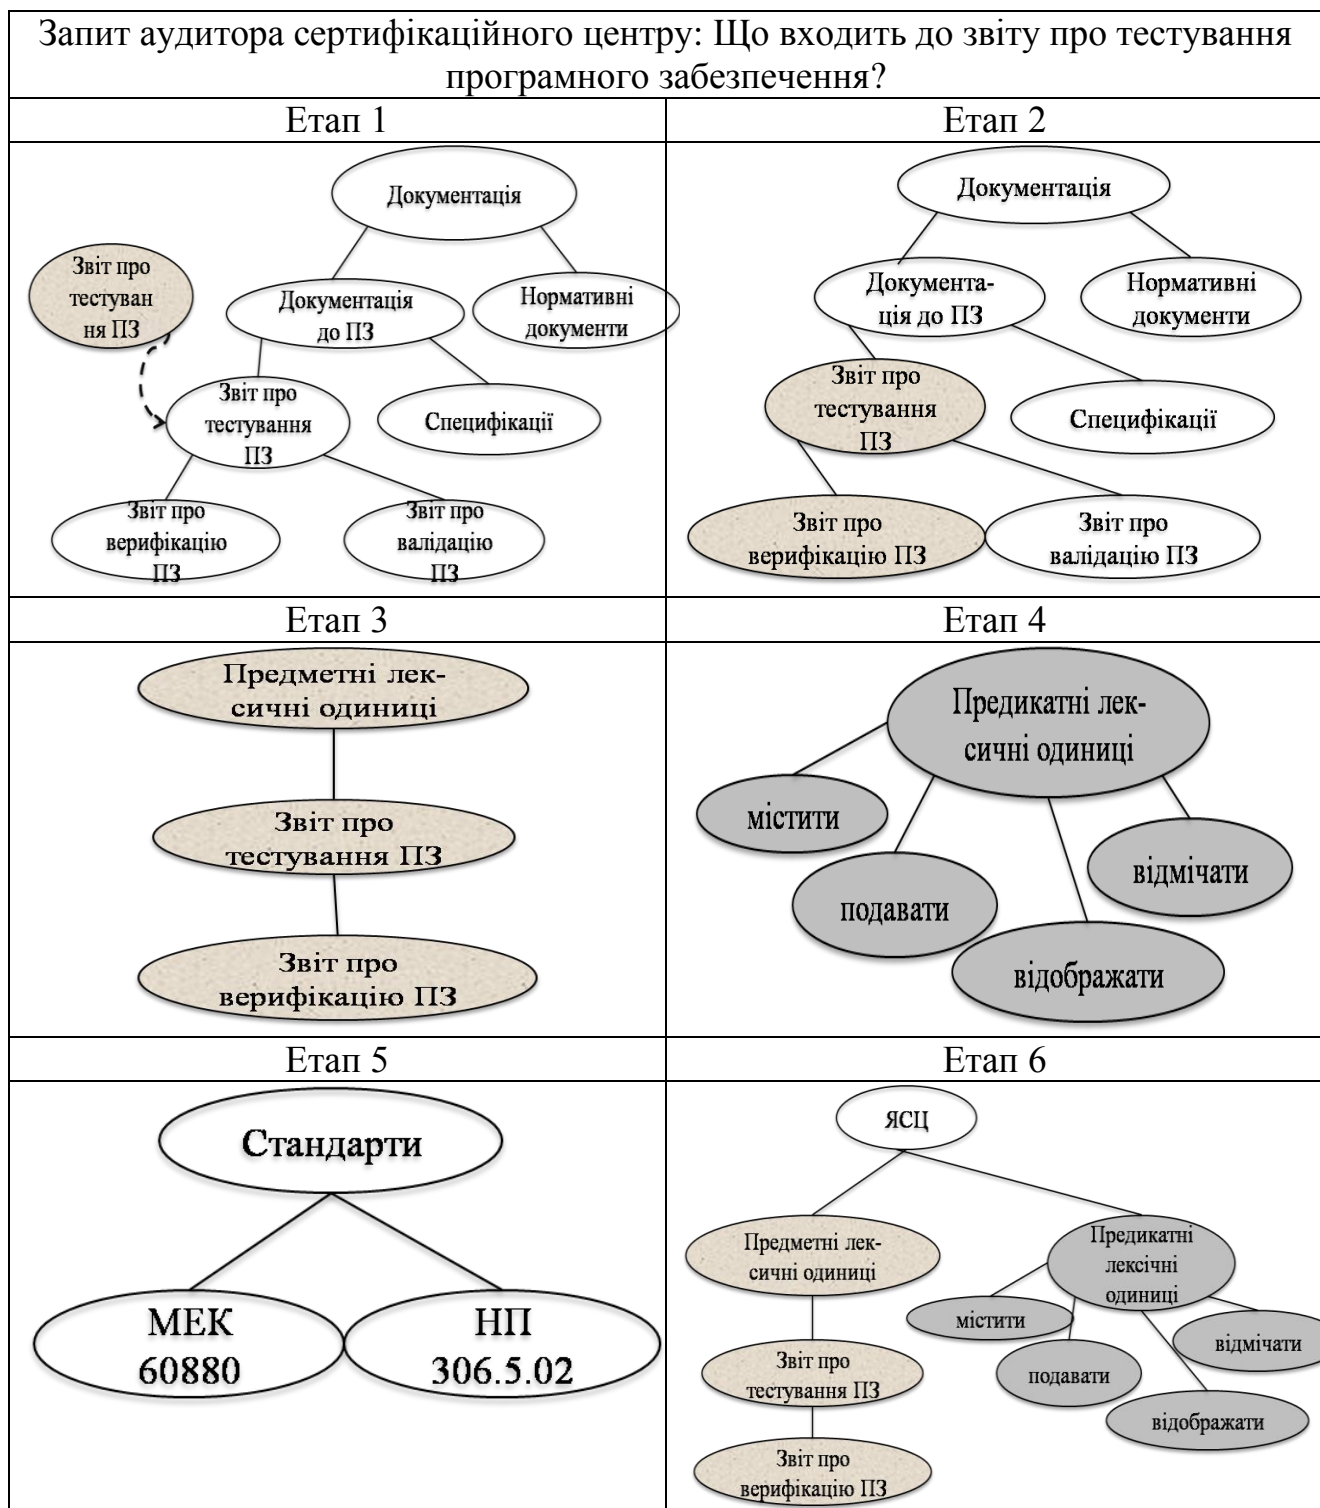 Запит аудитора сертифікаційного центру: Що входить до звіту про тестування
програмного забезпечення?
Етап 1
Етап 2
Документація
Звіт про
тестуван
ня ПЗ
Документація
до ПЗ
Нормативні
документи
Звіт про
тестування
ПЗ
Специфікації
Звіт про
верифікацію
ПЗ
Звіт про
валідацію
ПЗ
Документація
Документа-
ція до ПЗ
Нормативні
документи
Звіт про
тестування
ПЗ
Специфікації
Звіт про
верифікацію ПЗ
Звіт про
валідацію ПЗ
Етап 3
Етап 4
Предметні лек-
сичні одиниці
Звіт про
тестування ПЗ
Звіт про
верифікацію ПЗ
Предикатні лек-
сичні одиниці
містити
подавати
відображати
відмічати
Етап 5
Етап 6
Стандарти
МЕК
60880
НП
306.5.02
ЯСЦ
Предметні лек-
сичні одиниці
Звіт про
тестування ПЗ
Звіт про
верифікацію ПЗ
Предикатні
лексічні
одиниці
містити
подавати
відображати
відмічати